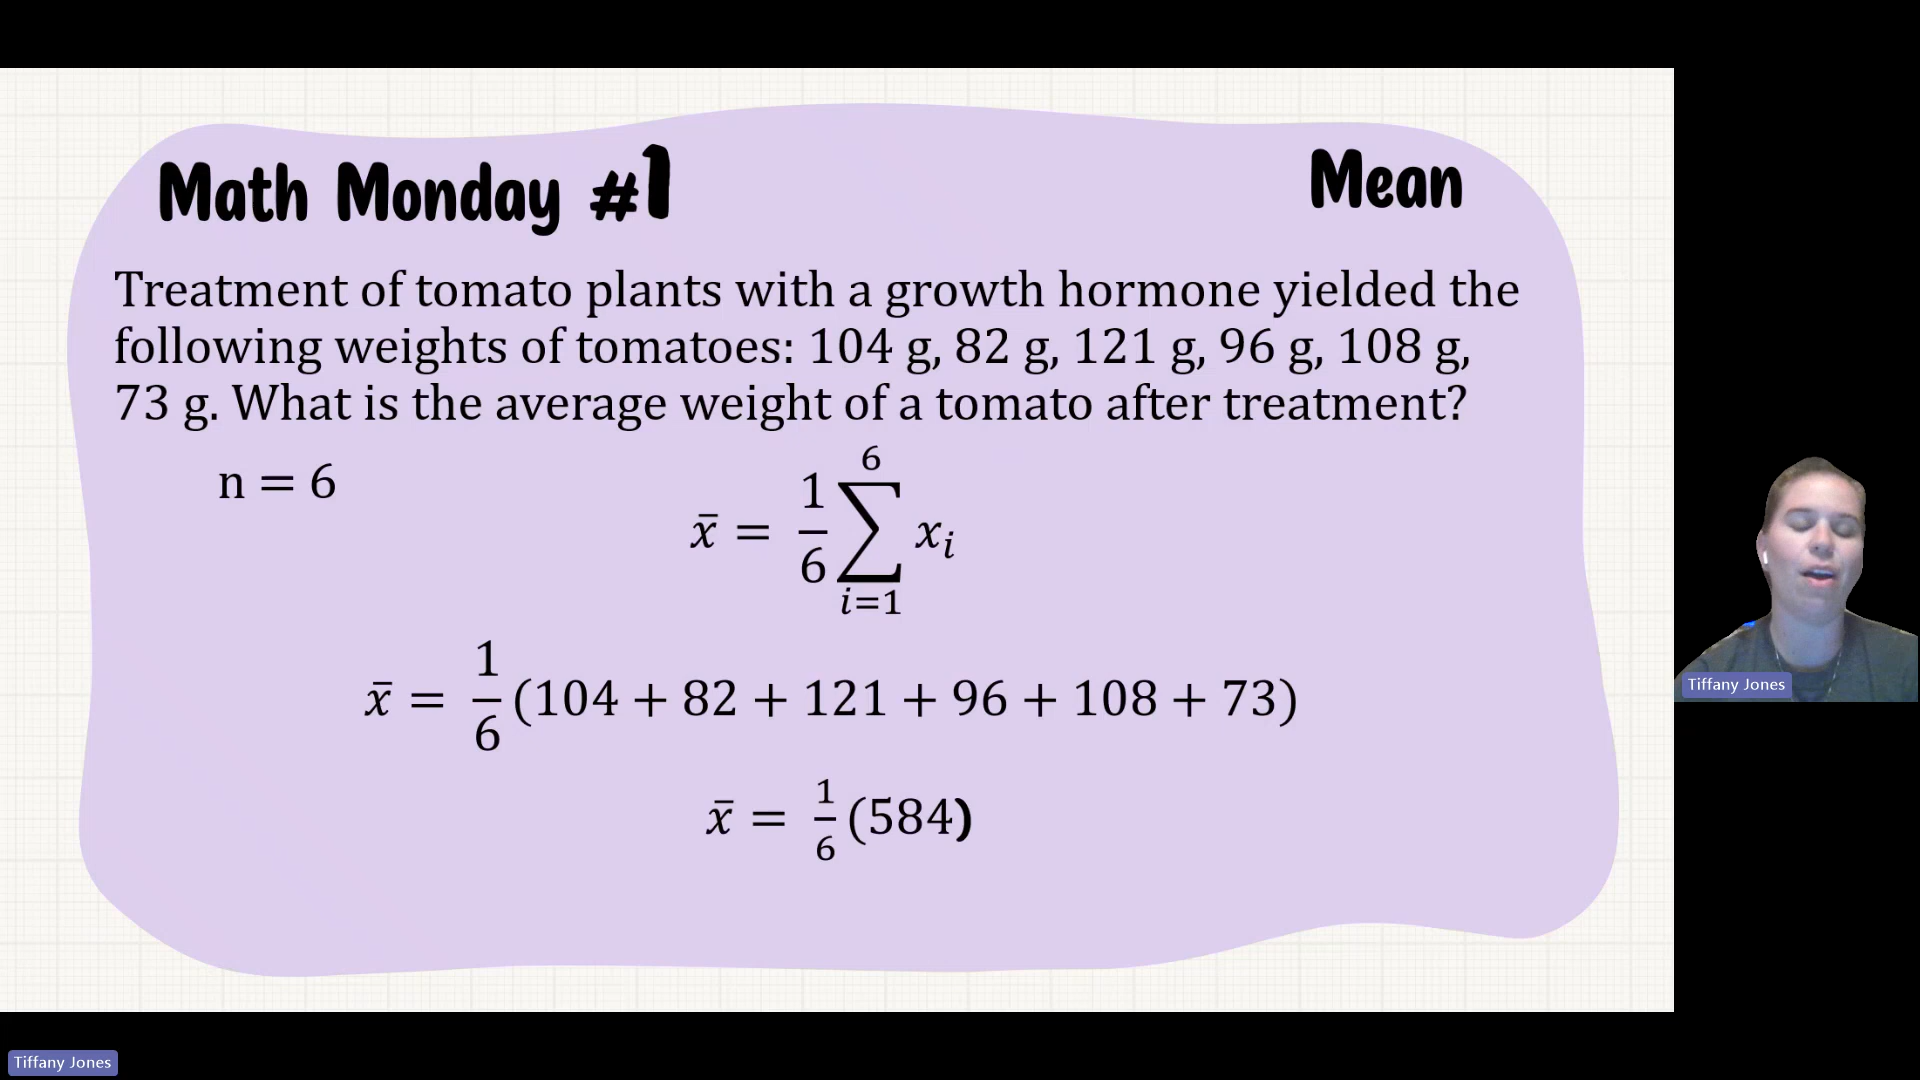 Math Monday #1
Mean
Treatment of tomato plants with a growth hormone yielded the
following weights of tomatoes: 104 g, 82 g, 121 g, 96 g, 108 g,
73 g. What is the average weight of a tomato after treatment?
n = 6
x̄ = 1/6 ∑_{i=1}^{6} x_i
x̄ = 1/6 (104 + 82 + 121 + 96 + 108 + 73)
x̄ = 1/6 (584)
Tiffany Jones
Tiffany Jones